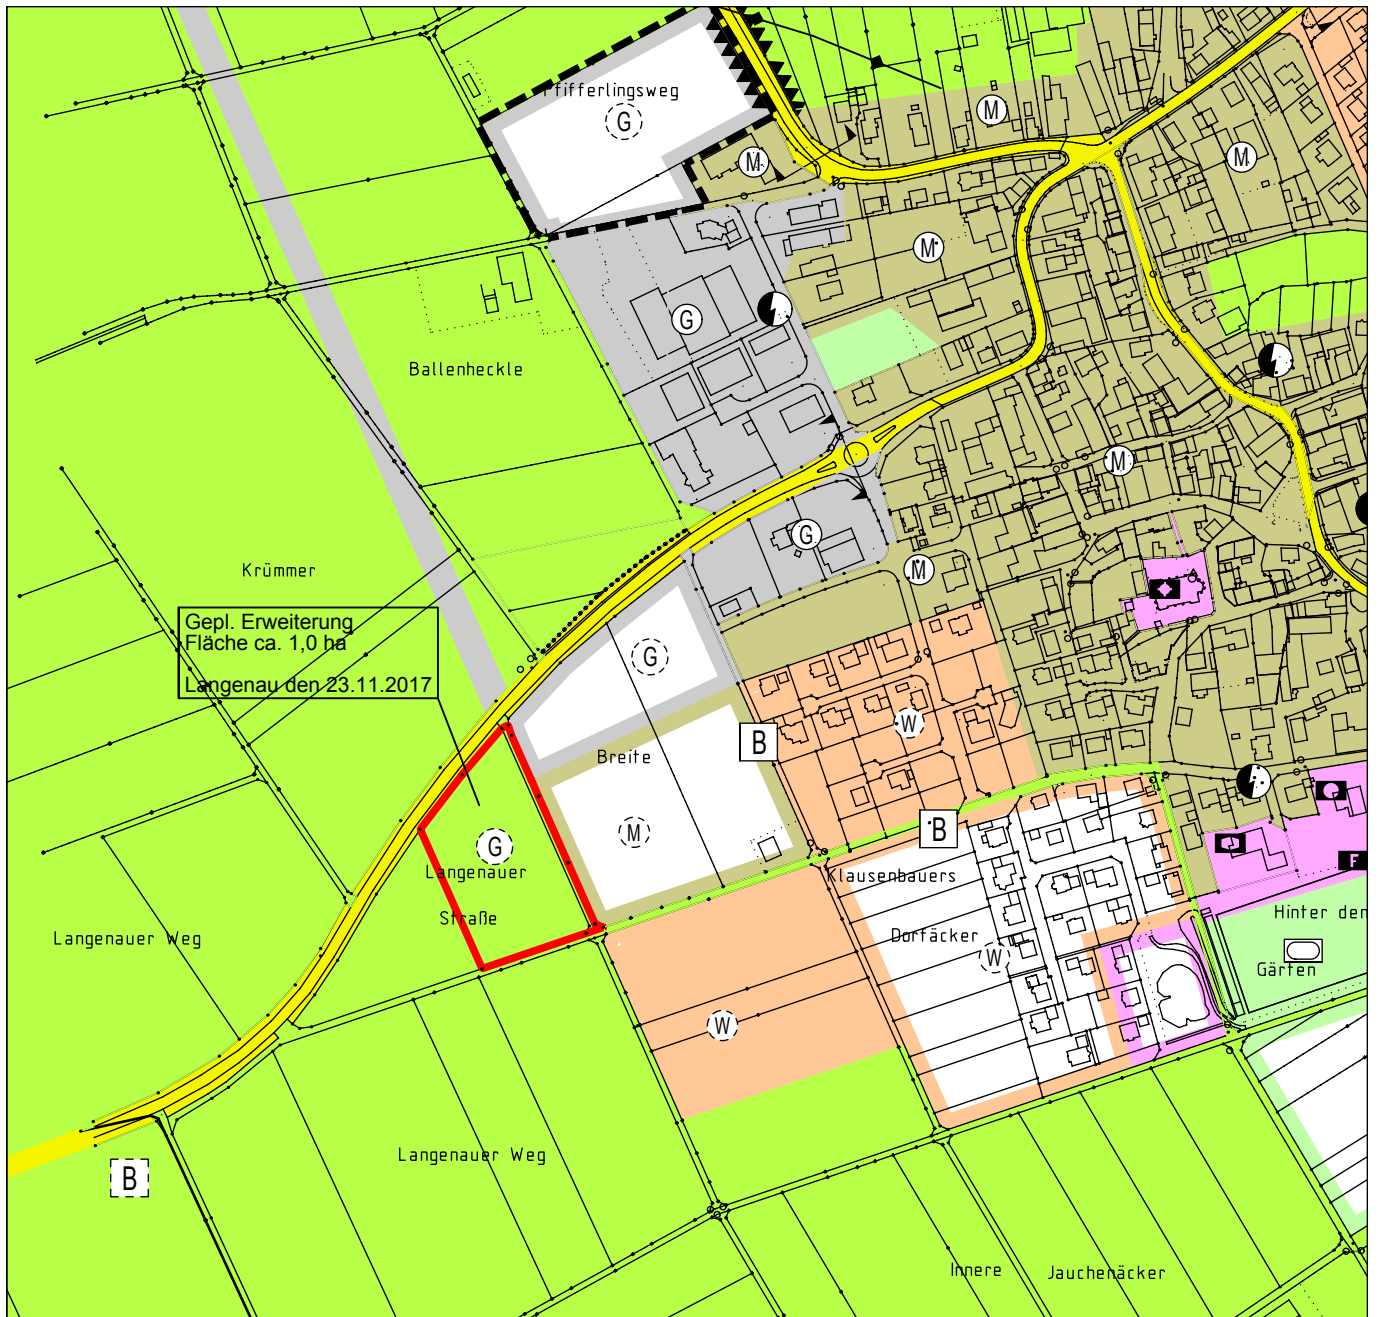 Pfifferlingsweg
G
M
M
M
M
G
Ballenheckle
M
G
Krümmer
M
Gepl. Erweiterung
Fläche ca. 1,0 ha
Langenau den 23.11.2017
G
W
B
Breite
M
B
G
F
Langenauer
Klausenbauers
Straße
Hinter den
Langenauer Weg
Dorfäcker
W
Gärten
W
Langenauer Weg
B
Innere
Jauchenäcker